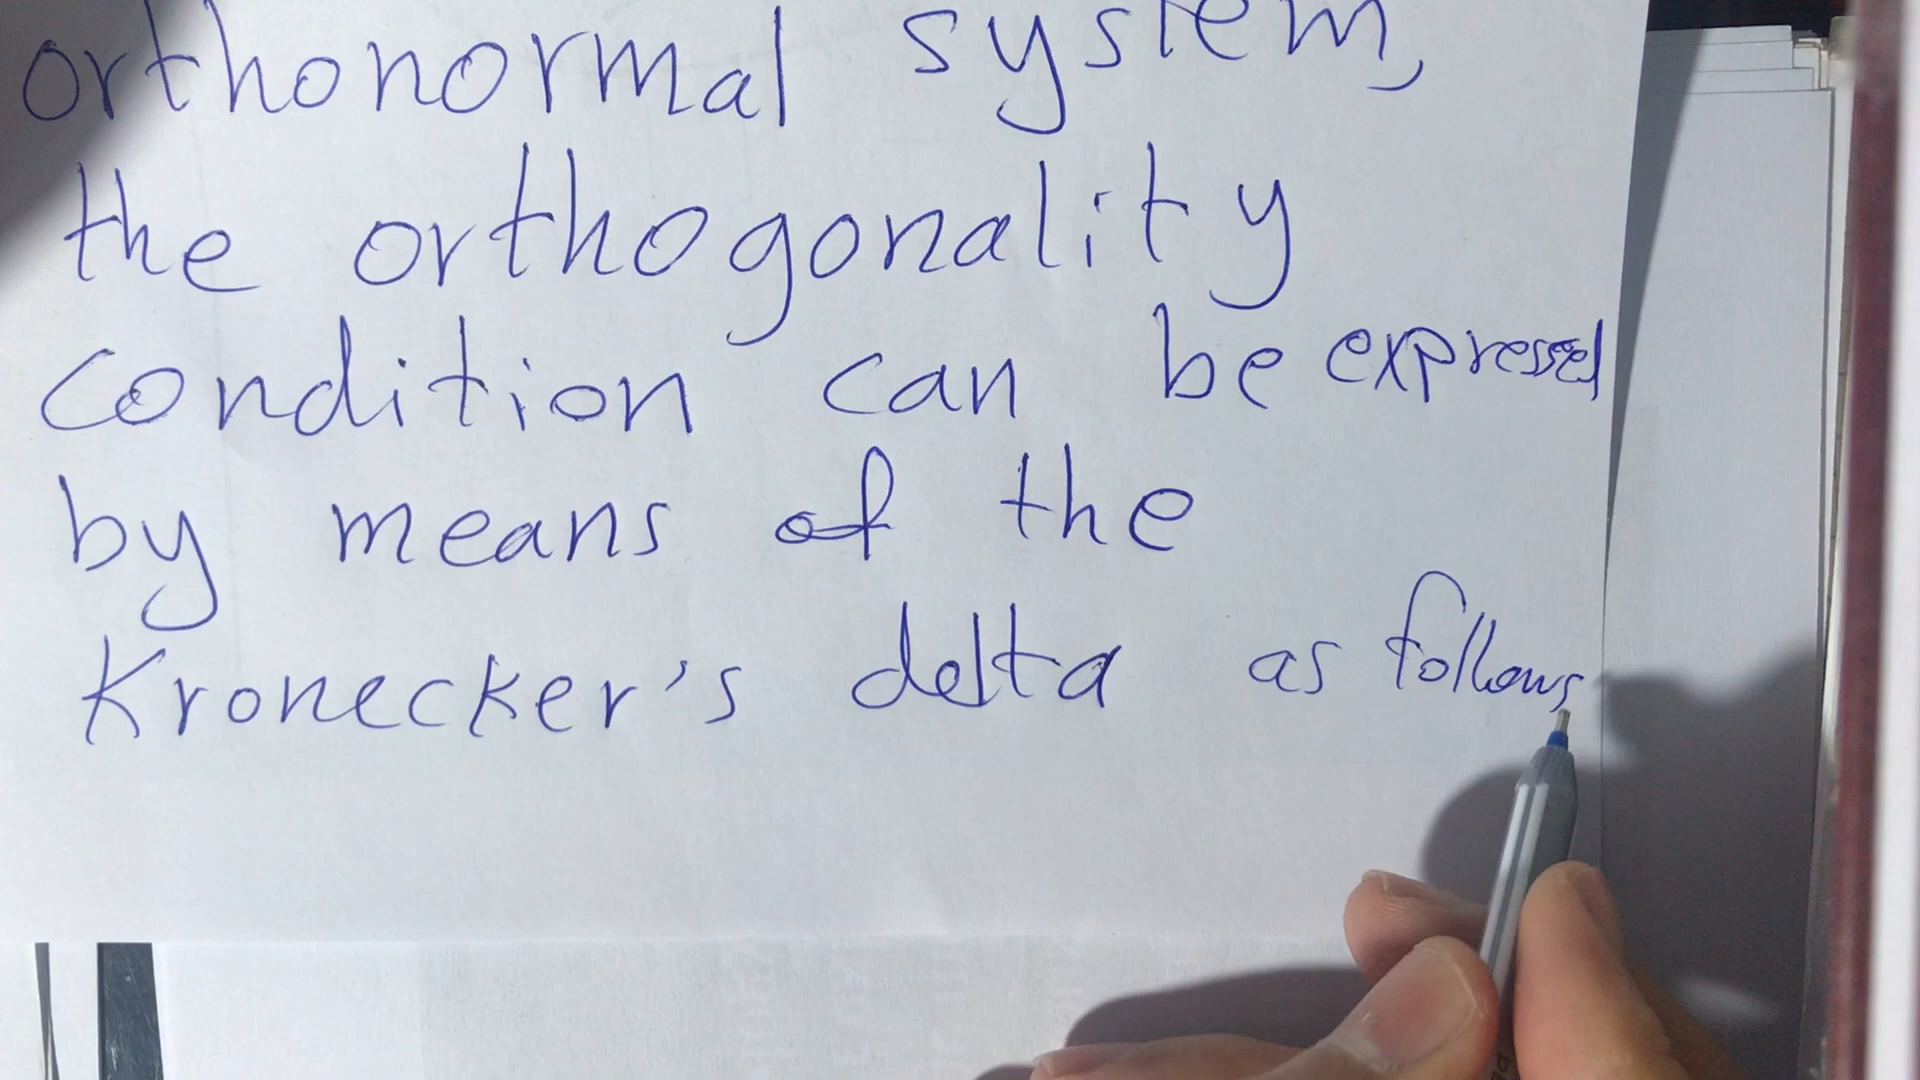 orthonormal system,
the orthogonality
condition can be expressed
by means of the
Kronecker's delta as follows